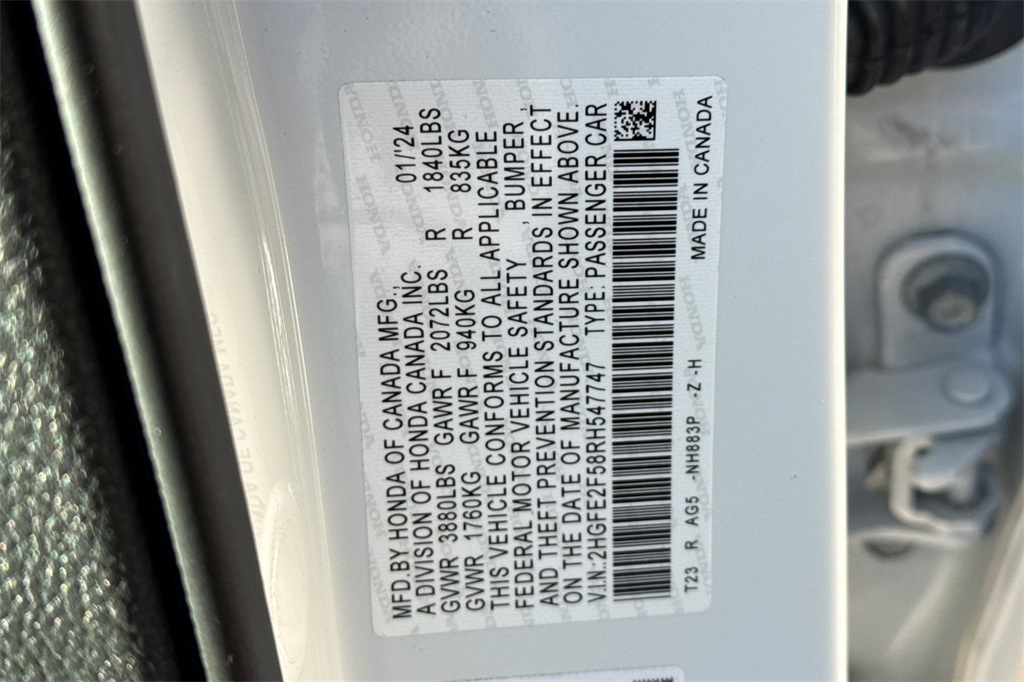 MFD.BY HONDA OF CANADA MFG., 01/'24
A DIVISION OF HONDA CANADA INC.
GVWR 3880LBS GAWR F 2072LBS R 1840LBS
GVWR 1760KG GAWR F 940KG R 835KG
THIS VEHICLE CONFORMS TO ALL APPLICABLE
FEDERAL MOTOR VEHICLE SAFETY, BUMPER,
AND THEFT PREVENTION STANDARDS IN EFFECT
ON THE DATE OF MANUFACTURE SHOWN ABOVE.
V.I.N.:2HGFE2F58RH547747 TYPE: PASSENGER CAR
T23 R AG5 -NH883P -Z -H
MADE IN CANADA